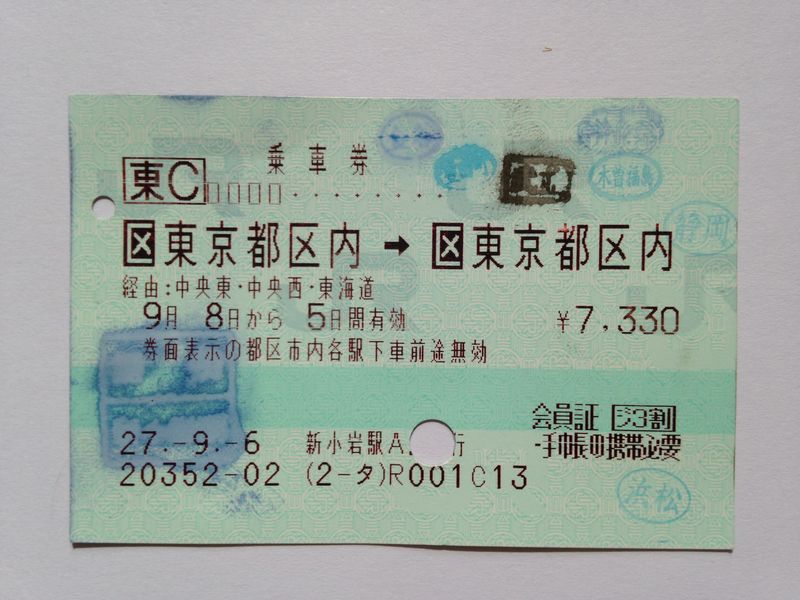 乗車券
東C
区東京都区内 ➡ 区東京都区内
経由:中央東・中央西・東海道
9月 8日から 5日間有効 ¥7,330
券面表示の都区市内各駅下車前途無効
会員証 ジ3割
27.-9.-6 新小岩駅A 行 手帳の携帯必要
20352-02 (2-タ)R001C13
木曽福島
静岡
浜松